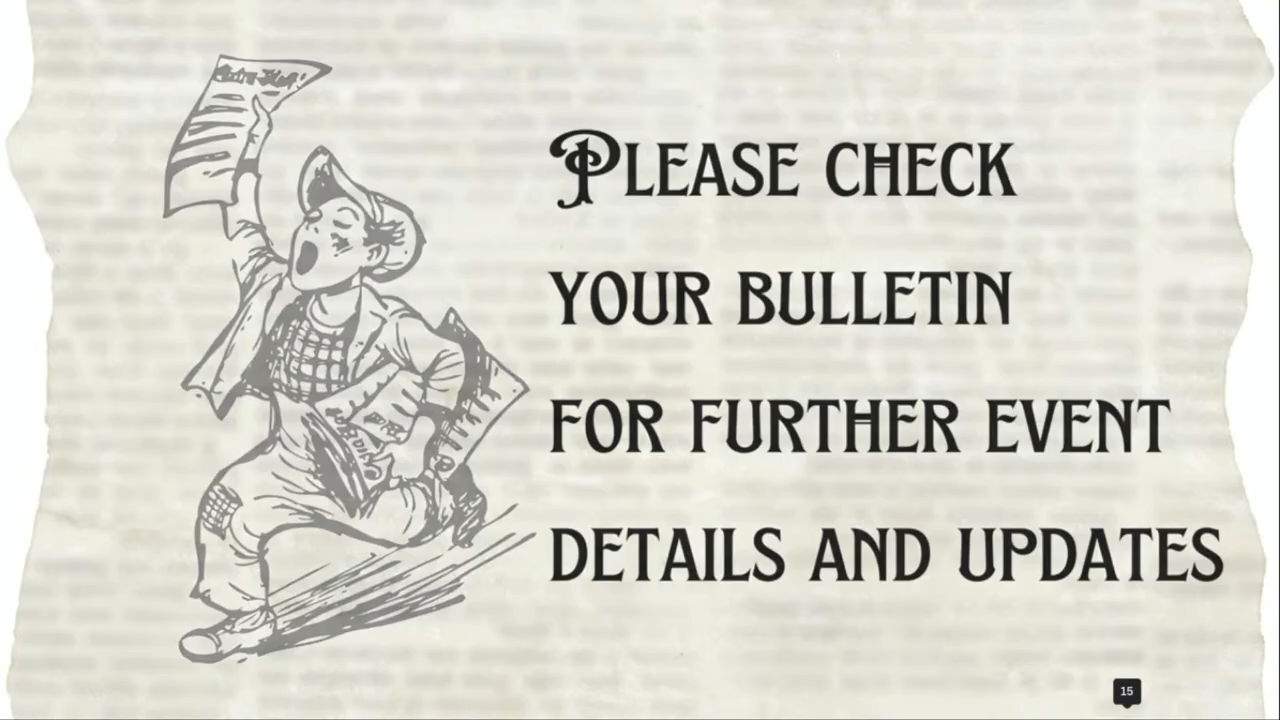 Please check
your bulletin
for further event
details and updates
15